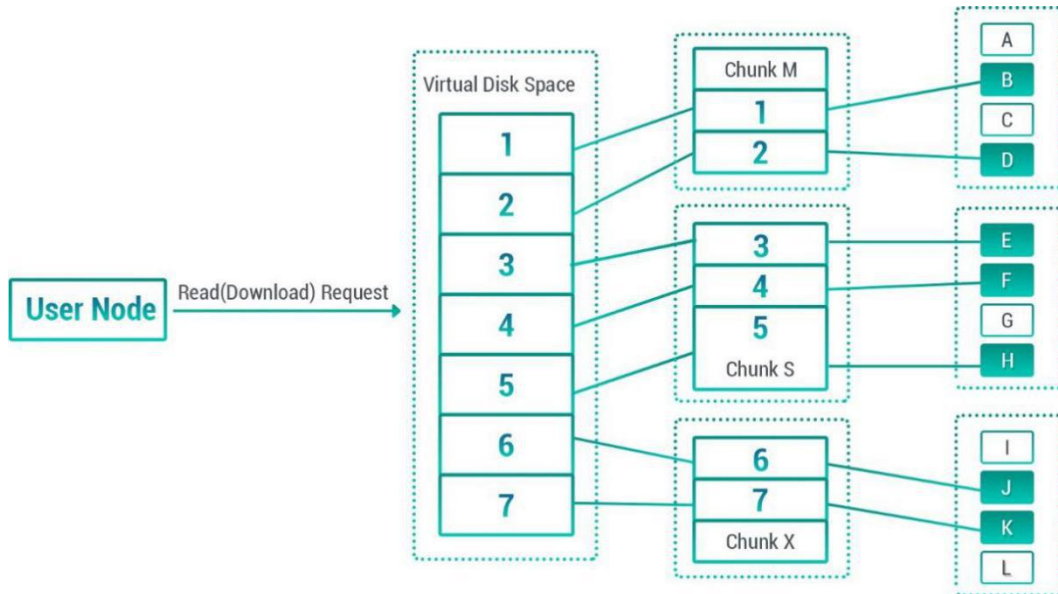 User Node
Read(Download) Request
Virtual Disk Space
1
2
3
4
5
6
7
Chunk M
1
2
3
4
5
Chunk S
6
7
Chunk X
A
B
C
D
E
F
G
H
I
J
K
L